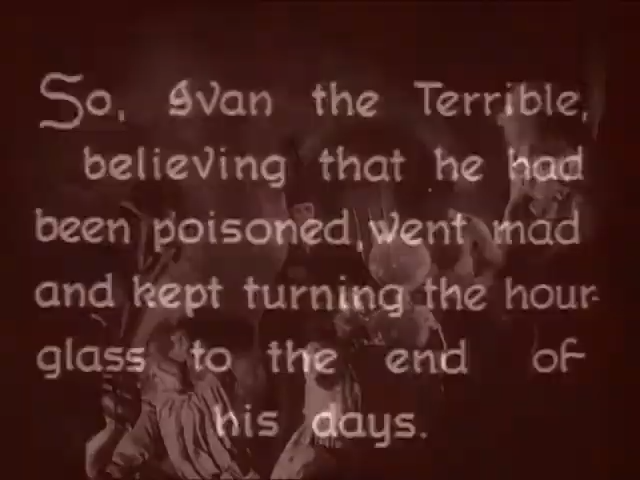 So, Ivan the Terrible,
believing that he had
been poisoned, went mad
and kept turning the hour-
glass to the end of
his days.